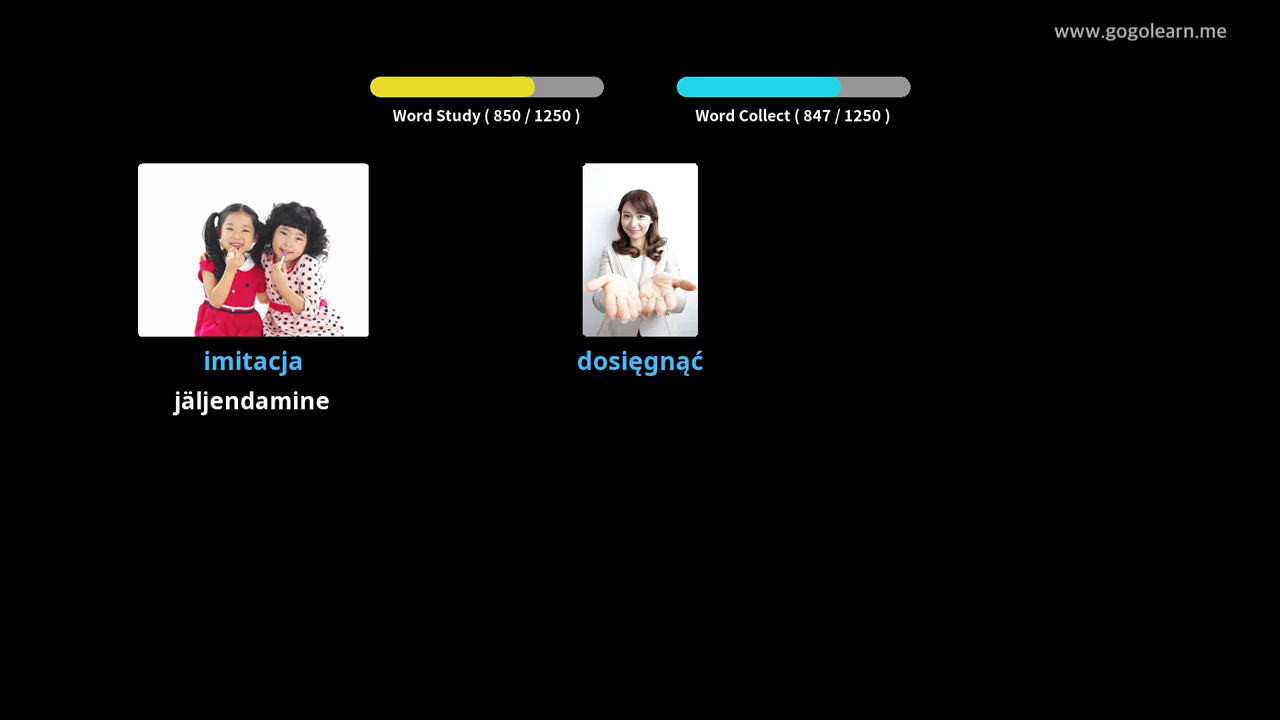 www.gogolearn.me
Word Study ( 850 / 1250 )
Word Collect ( 847 / 1250 )
imitacja
jäljendamine
dosięgnąć